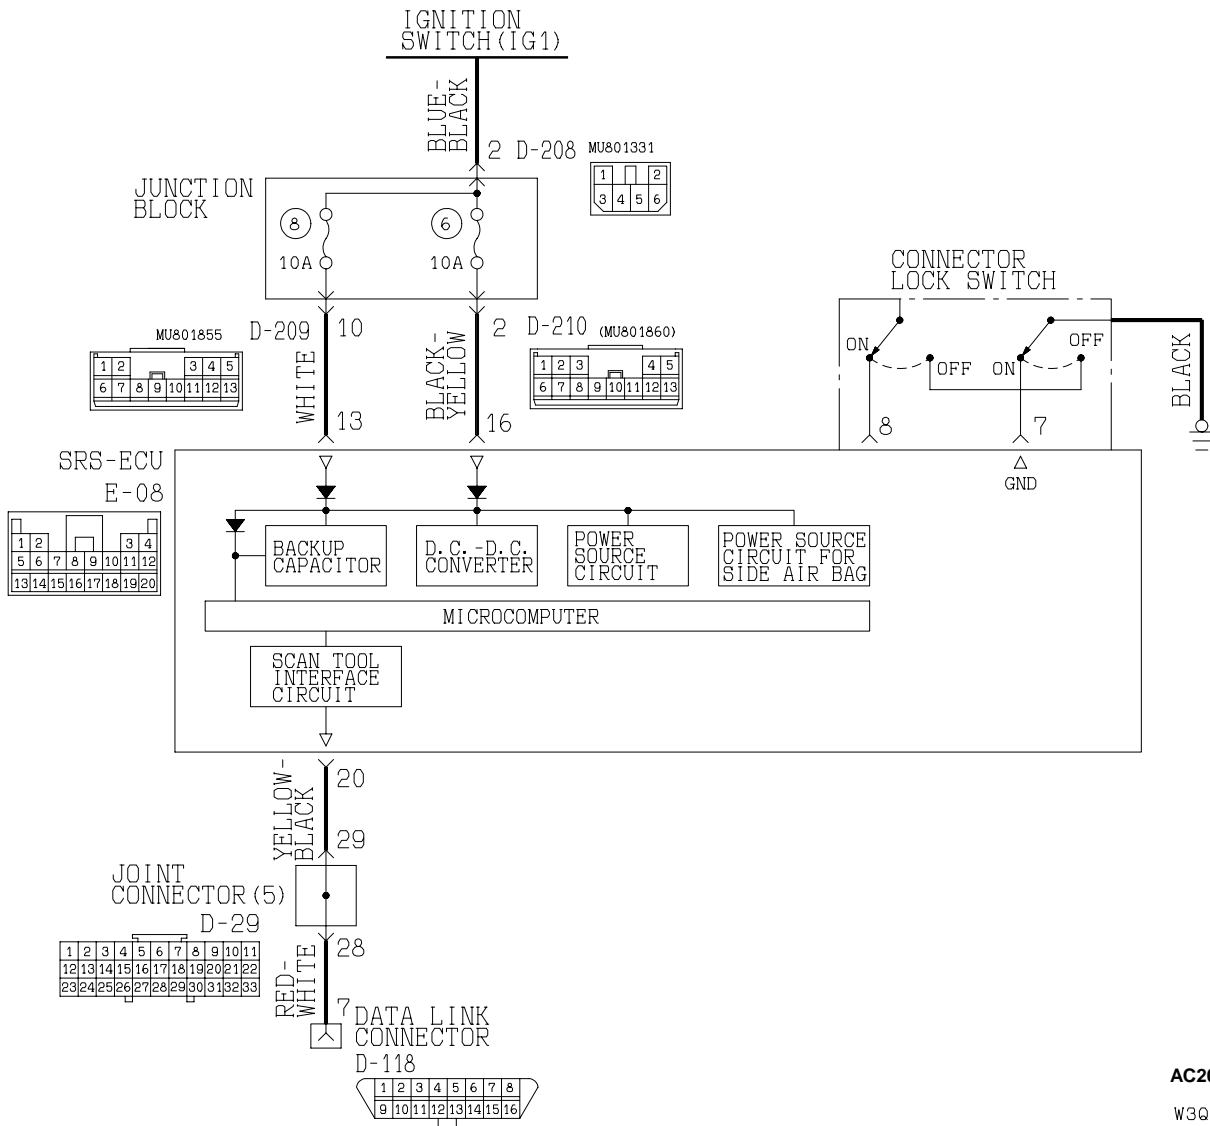 IGNITION
SWITCH(IG1)
BLUE-
BLACK
2 D-208 MU801331
1 2
3 4 5 6
JUNCTION
BLOCK
8
10A
6
10A
CONNECTOR
LOCK SWITCH
ON
OFF
ON
OFF
BLACK
8
7
MU801855
D-209 10
1 2 3 4 5
6 7 8 9 10 11 12 13
WHITE
13
2 D-210 (MU801860)
1 2 3 4 5
6 7 8 9 10 11 12 13
BLACK-
YELLOW
16
SRS-ECU
E-08
1 2 3 4
5 6 7 8 9 10 11 12
13 14 15 16 17 18 19 20
GND
BACKUP
CAPACITOR
D.C.-D.C.
CONVERTER
POWER
SOURCE
CIRCUIT
POWER SOURCE
CIRCUIT FOR
SIDE AIR BAG
MICROCOMPUTER
SCAN TOOL
INTERFACE
CIRCUIT
20
YELLOW-
BLACK
29
JOINT
CONNECTOR(5)
D-29
1 2 3 4 5 6 7 8 9 10 11
12 13 14 15 16 17 18 19 20 21 22
23 24 25 26 27 28 29 30 31 32 33
28
RED-
WHITE
7
DATA LINK
CONNECTOR
D-118
1 2 3 4 5 6 7 8
9 10 11 12 13 14 15 16
AC20
W3Q